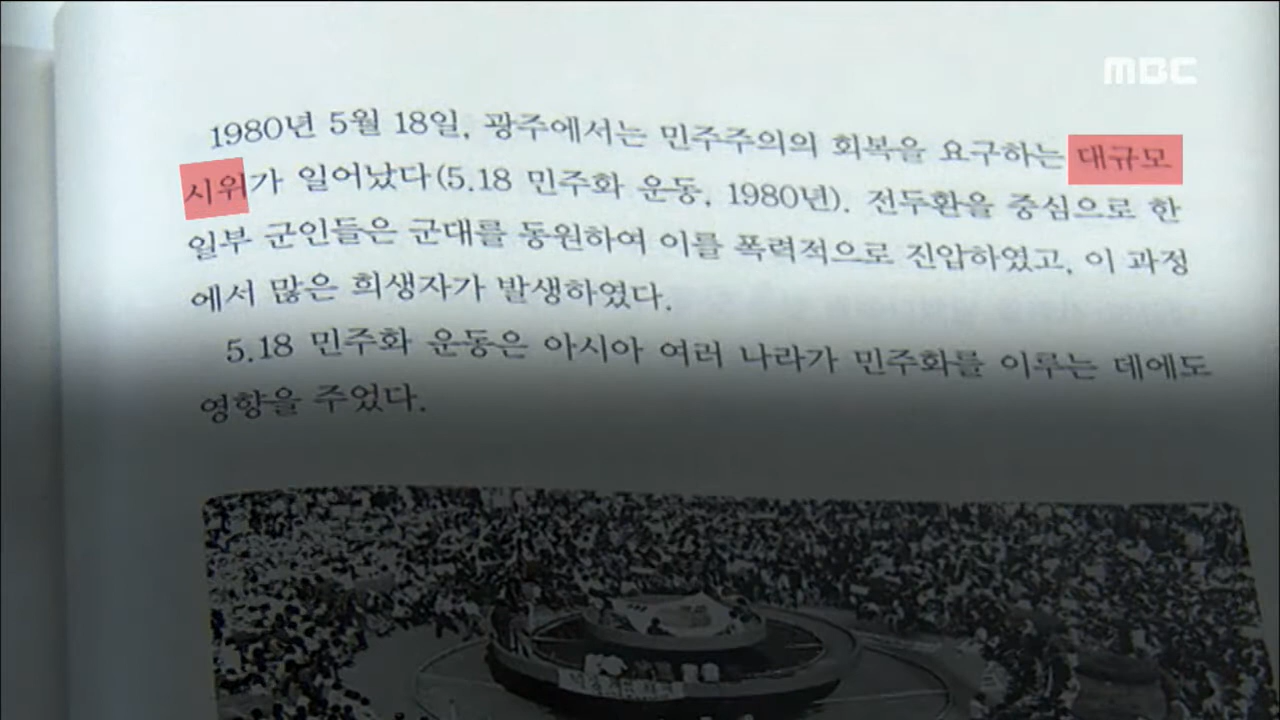 MBC
1980년 5월 18일, 광주에서는 민주주의의 회복을 요구하는 대규모
시위가 일어났다(5.18 민주화 운동, 1980년). 전두환을 중심으로 한
일부 군인들은 군대를 동원하여 이를 폭력적으로 진압하였고, 이 과정
에서 많은 희생자가 발생하였다.
5.18 민주화 운동은 아시아 여러 나라가 민주화를 이루는 데에도
영향을 주었다.